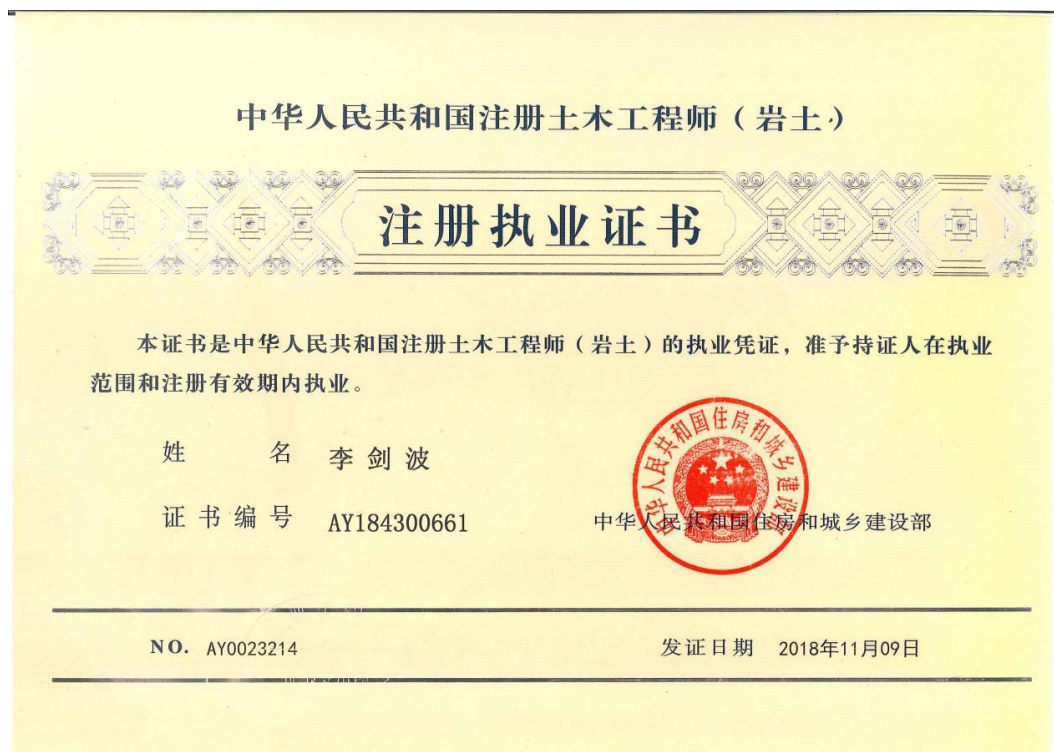 中华人民共和国注册土木工程师（岩土）
注册执业证书
本证书是中华人民共和国注册土木工程师（岩土）的执业凭证，准予持证人在执业
范围和注册有效期内执业。
姓名 李剑波
证书编号 AY184300661
中华人民共和国住房和城乡建设部
中华人民共和国住房和城乡建设部
NO. AY0023214
发证日期 2018年11月09日